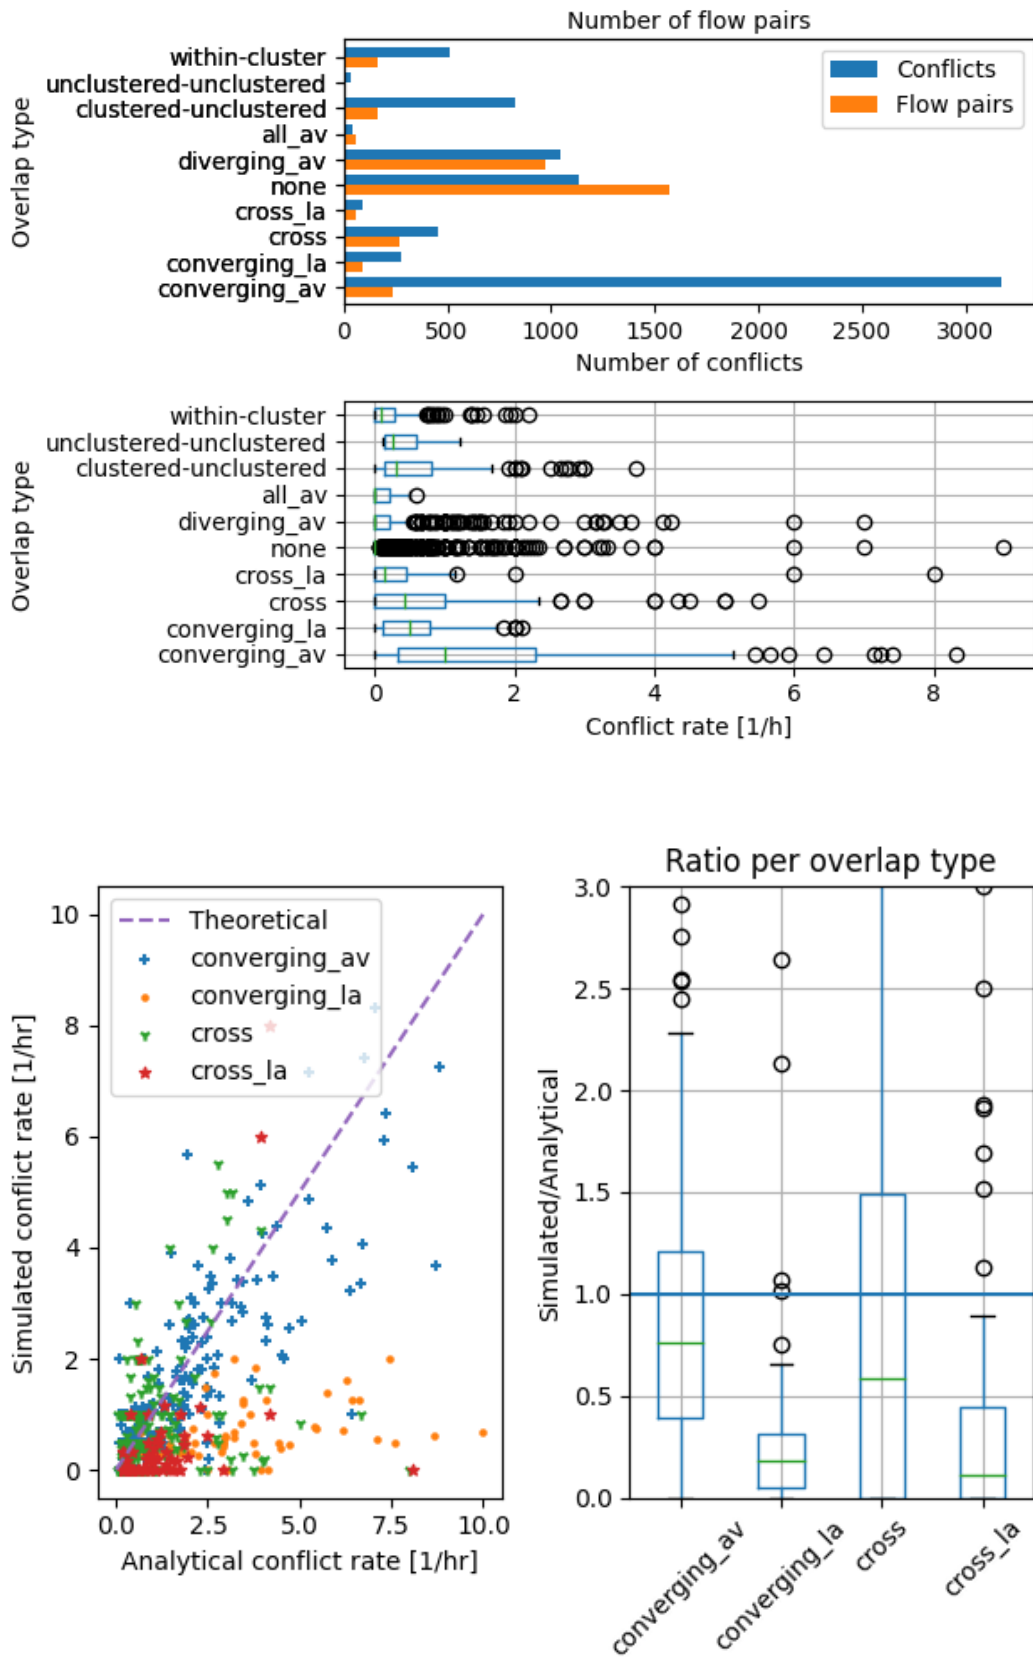 Number of flow pairs
Overlap type
within-cluster
unclustered-unclustered
clustered-unclustered
all_av
diverging_av
none
cross_la
cross
converging_la
converging_av
Conflicts
Flow pairs
0 500 1000 1500 2000 2500 3000
Number of conflicts
Overlap type
within-cluster
unclustered-unclustered
clustered-unclustered
all_av
diverging_av
none
cross_la
cross
converging_la
converging_av
0 2 4 6 8
Conflict rate [1/h]
Simulated conflict rate [1/hr]
10
8
6
4
2
0
Theoretical
converging_av
converging_la
cross
cross_la
0.0 2.5 5.0 7.5 10.0
Analytical conflict rate [1/hr]
Ratio per overlap type
Simulated/Analytical
3.0
2.5
2.0
1.5
1.0
0.5
0.0
converging_av
converging_la
cross
cross_la